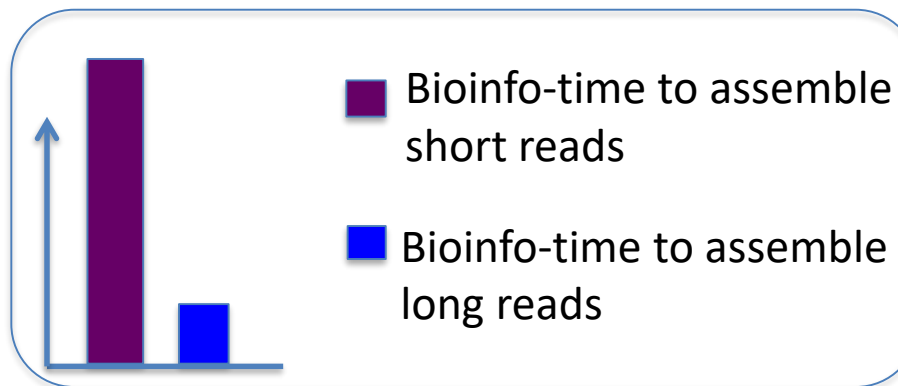 Bioinfo-time to assemble
short reads
Bioinfo-time to assemble
long reads